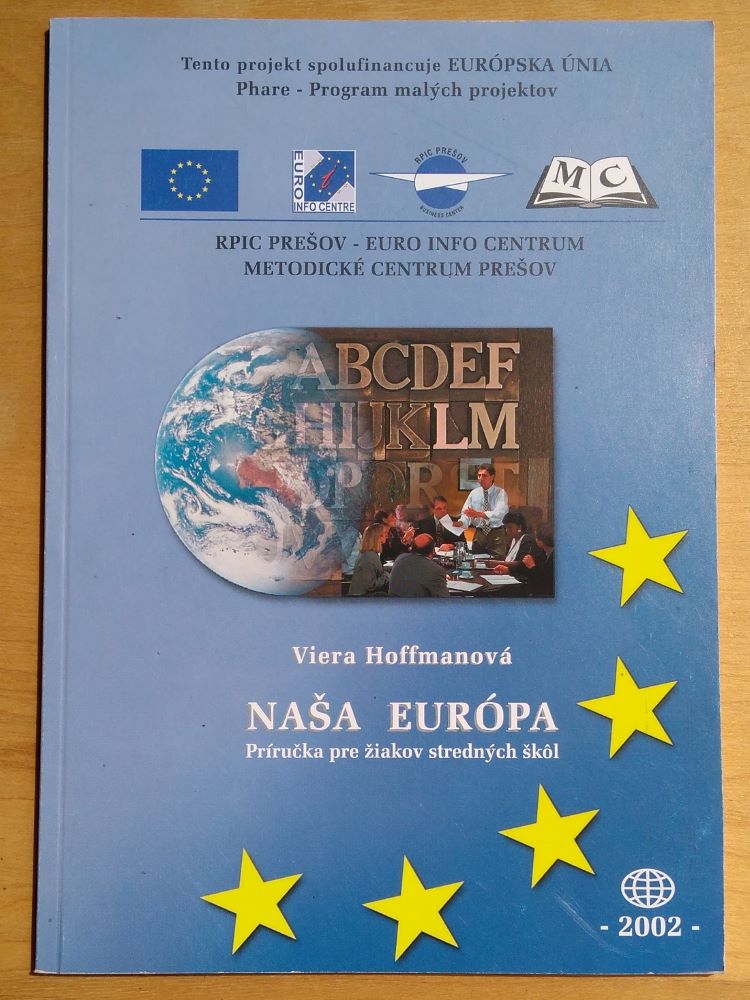 Tento projekt spolufinancuje EURÓPSKA ÚNIA
Phare - Program malých projektov
EURO
i
INFO CENTRE
RPIC PREŠOV
BUSINESS CENTER
M C
RPIC PREŠOV - EURO INFO CENTRUM
METODICKÉ CENTRUM PREŠOV
ABCDEF
HIJKLM
PQRST
Viera Hoffmanová
NAŠA EURÓPA
Príručka pre žiakov stredných škôl
- 2002 -